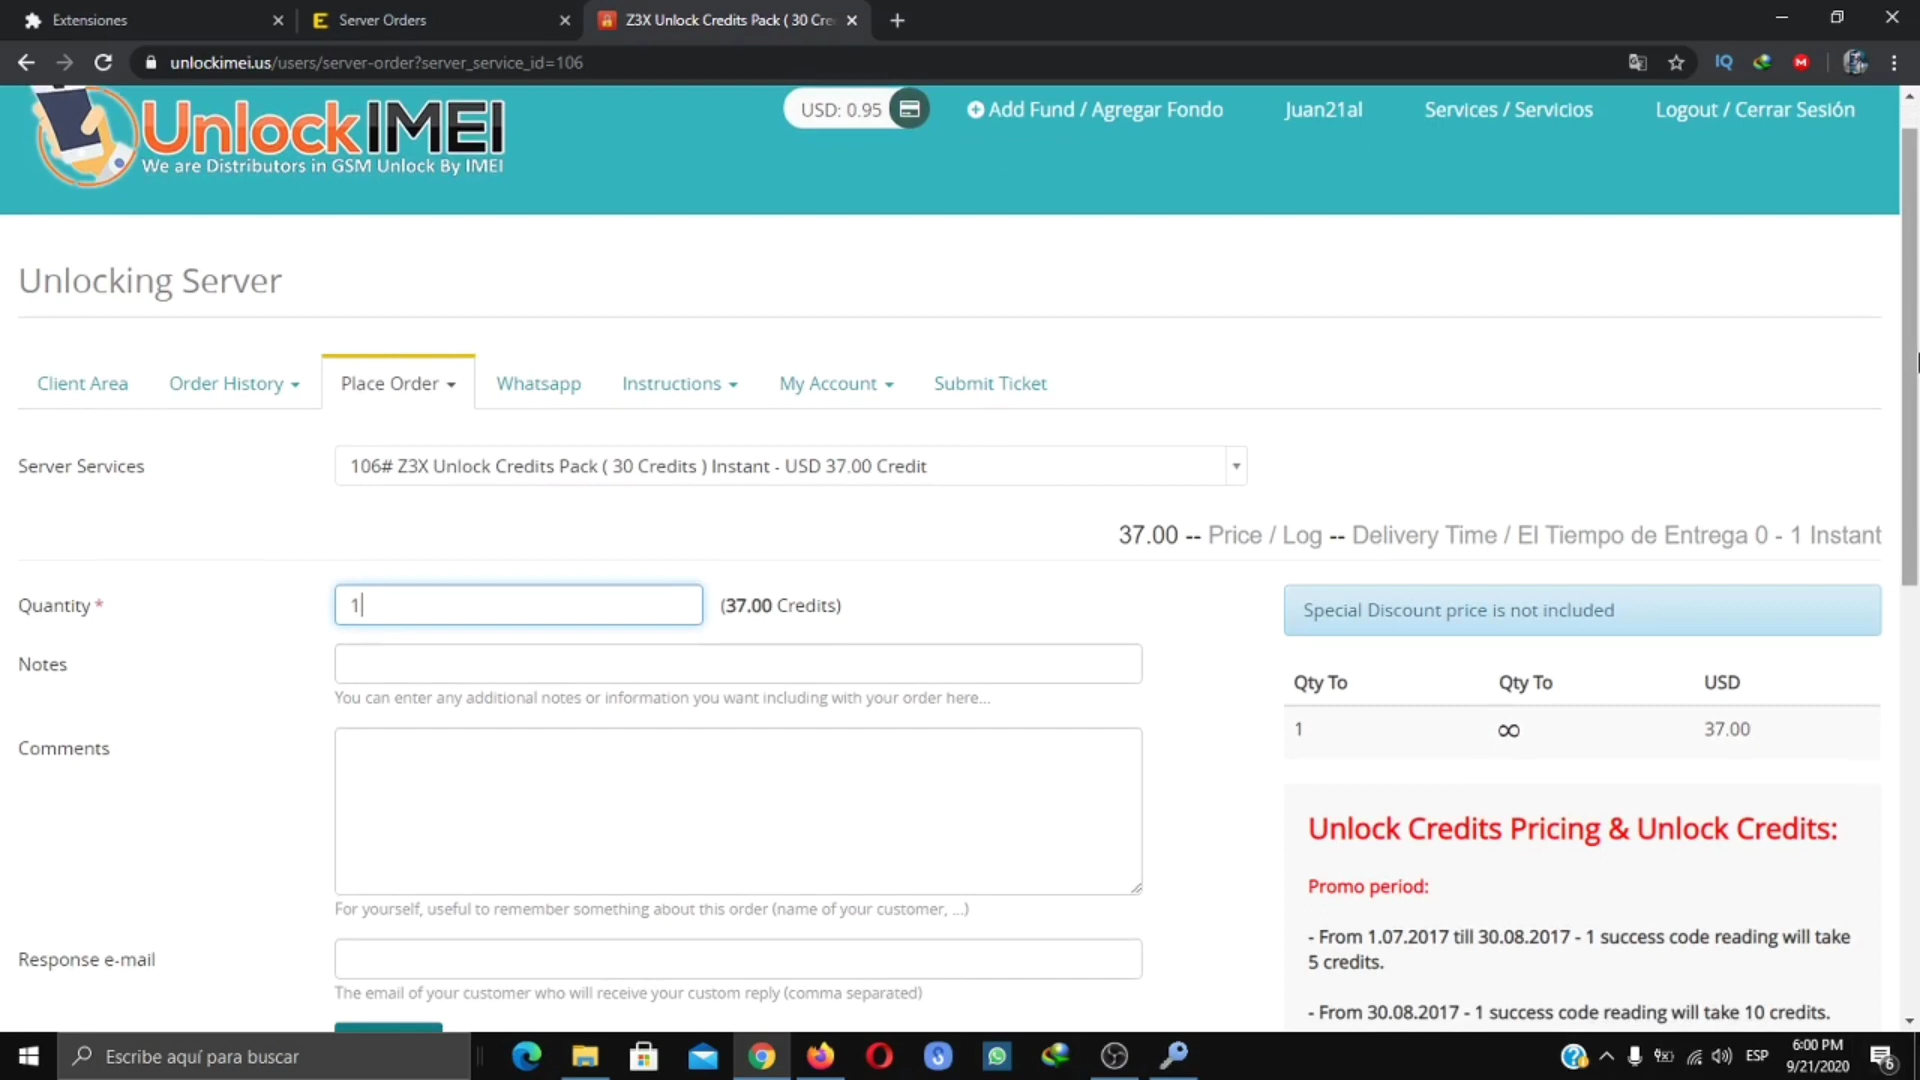 Extensiones
Server Orders
Z3X Unlock Credits Pack ( 30 Cre
unlockimei.us/users/server-order?server_service_id=106
UnlockIMEI
We are Distributors in GSM Unlock By IMEI
USD: 0.95
Add Fund / Agregar Fondo
Juan21al
Services / Servicios
Logout / Cerrar Sesión
Unlocking Server
Client Area
Order History
Place Order
Whatsapp
Instructions
My Account
Submit Ticket
Server Services
106# Z3X Unlock Credits Pack ( 30 Credits ) Instant - USD 37.00 Credit
37.00 -- Price / Log -- Delivery Time / El Tiempo de Entrega 0 - 1 Instant
Quantity *
1
(37.00 Credits)
Special Discount price is not included
Notes
You can enter any additional notes or information you want including with your order here...
Qty To
Qty To
USD
1
∞
37.00
Comments
For yourself, useful to remember something about this order (name of your customer, ...)
Unlock Credits Pricing & Unlock Credits:
Promo period:
- From 1.07.2017 till 30.08.2017 - 1 success code reading will take
5 credits.
- From 30.08.2017 - 1 success code reading will take 10 credits.
Response e-mail
The email of your customer who will receive your custom reply (comma separated)
Escribe aquí para buscar
ESP
6:00 PM
9/21/2020
6